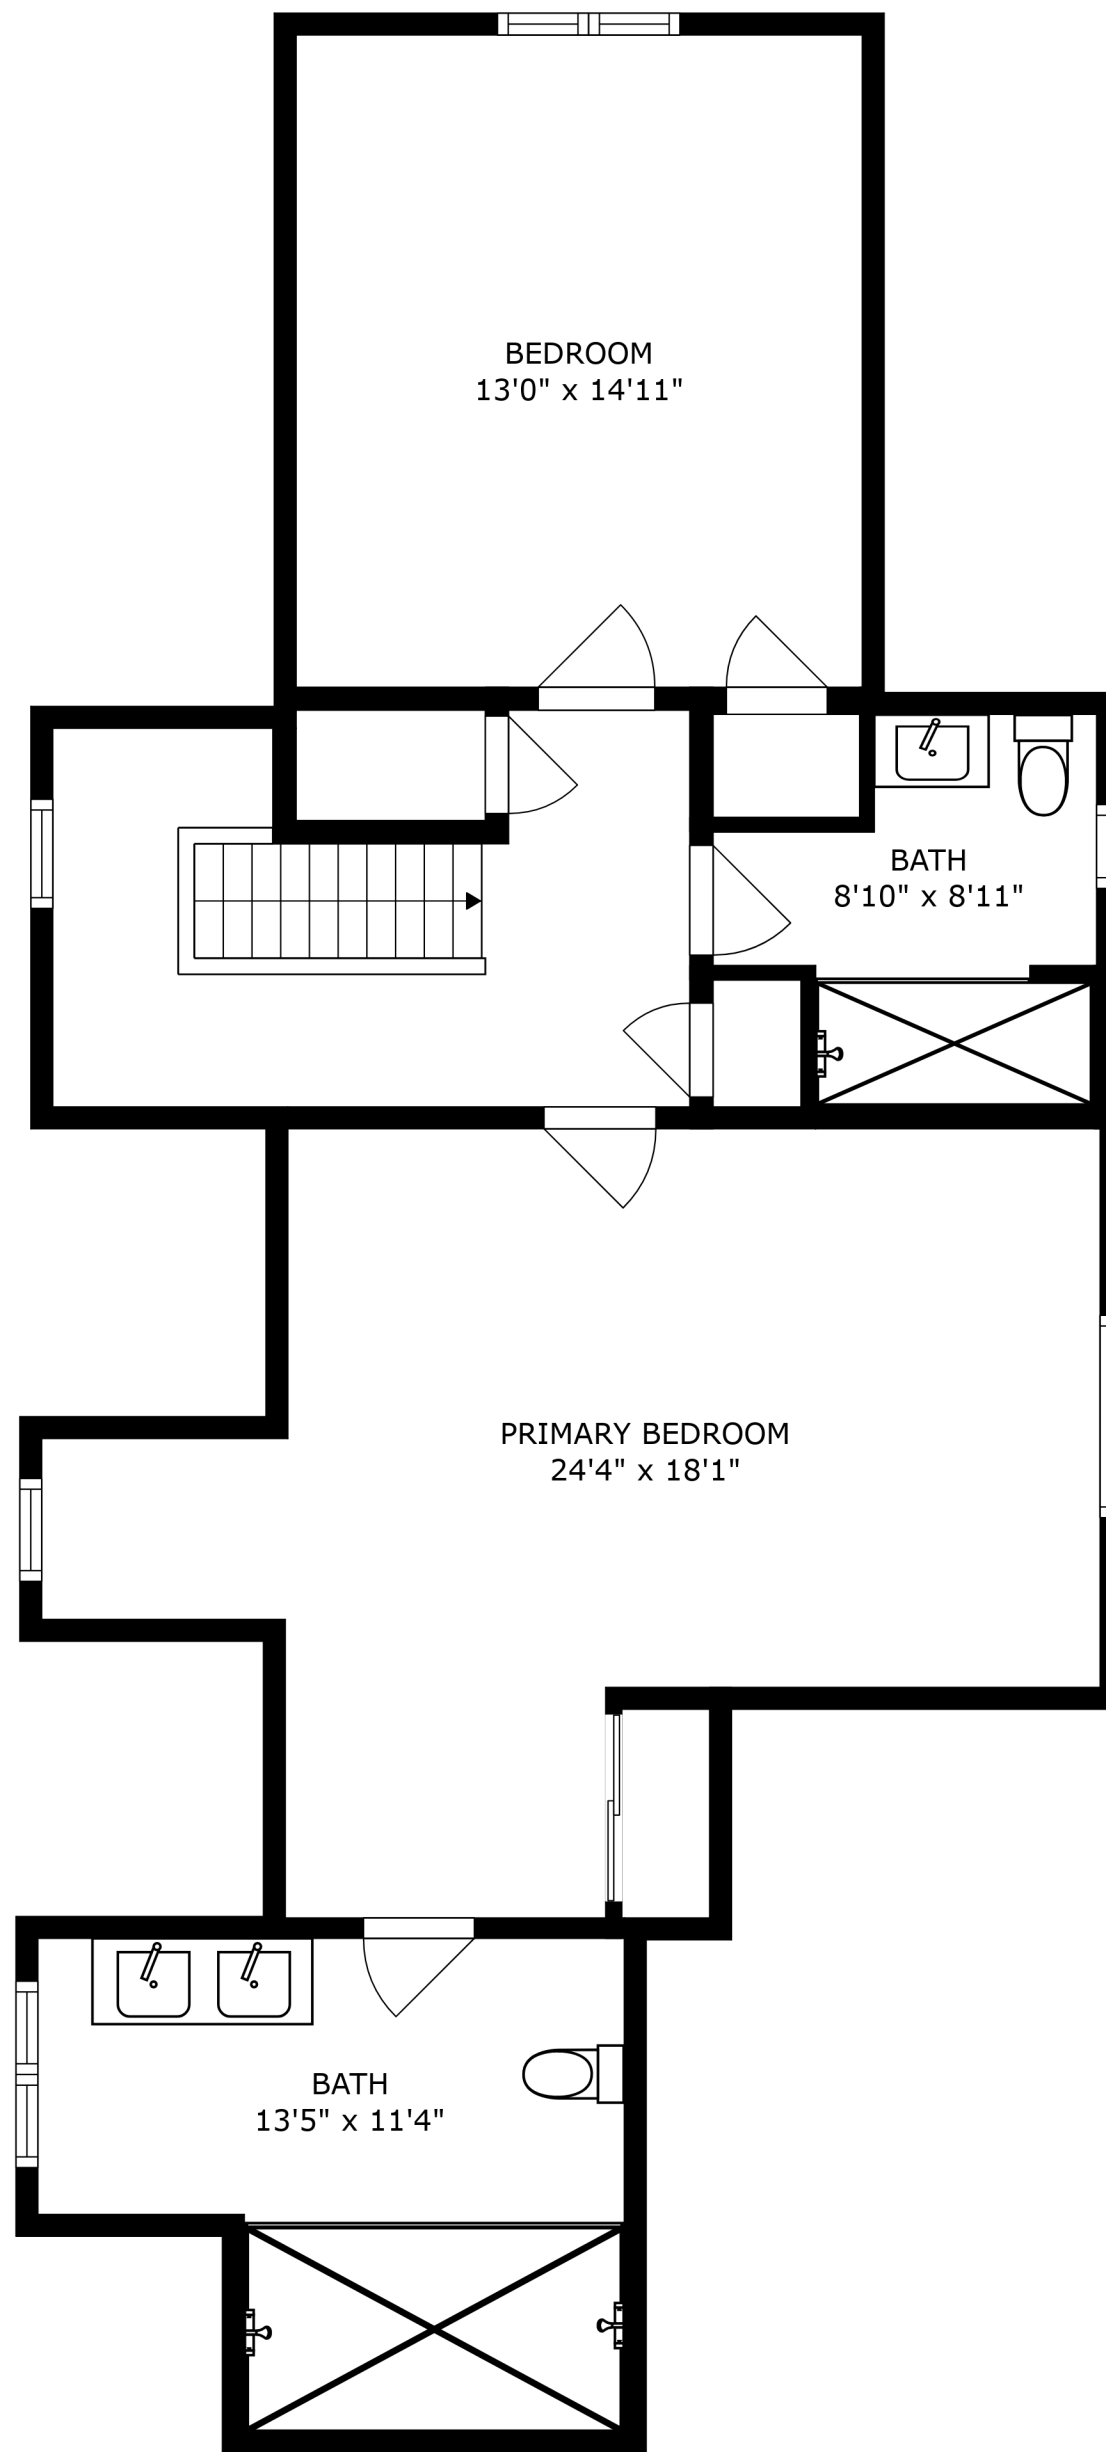 BEDROOM
13'0" x 14'11"
BATH
8'10" x 8'11"
PRIMARY BEDROOM
24'4" x 18'1"
BATH
13'5" x 11'4"